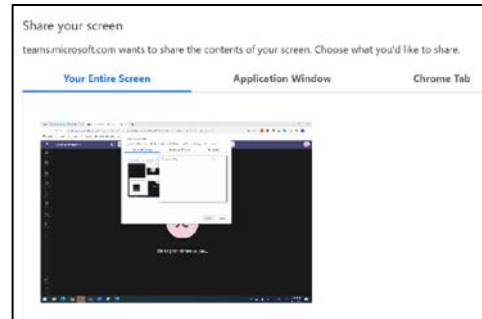 Share your screen
teams.microsoft.com wants to share the contents of your screen. Choose what you'd like to share.
Your Entire Screen Application Window Chrome Tab